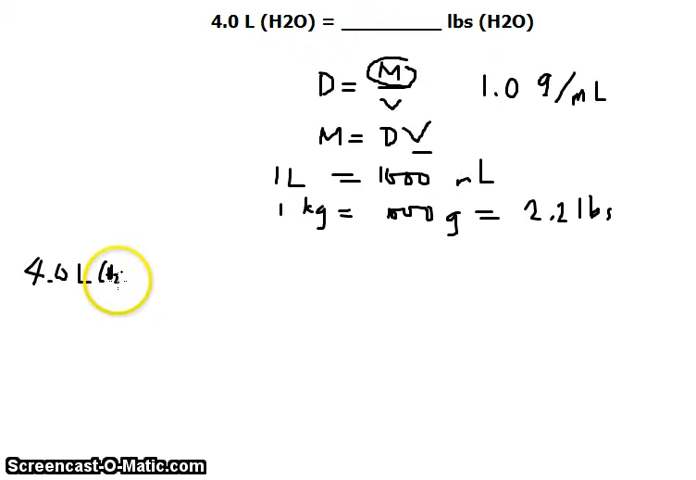 4.0 L (H2O) = __________ lbs (H2O)
D = M/V 1.0 g/mL
M = DV
1L = 1000 mL
1 kg = 1000 g = 2.2 lbs
4.0 L (H2
Screencast-O-Matic.com